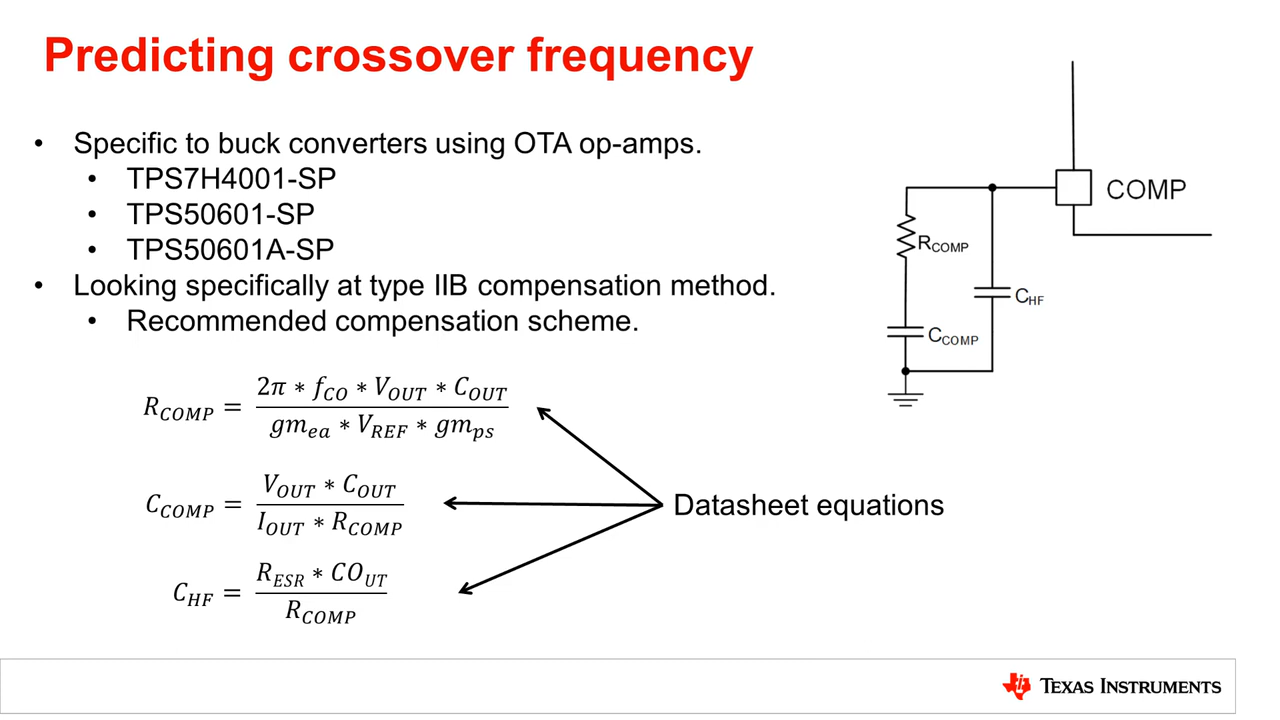 Predicting crossover frequency
• Specific to buck converters using OTA op-amps.
• TPS7H4001-SP
• TPS50601-SP
• TPS50601A-SP
• Looking specifically at type IIB compensation method.
• Recommended compensation scheme.
COMP
R_COMP
C_HF
C_COMP
R_COMP = (2π ∗ f_CO ∗ V_OUT ∗ C_OUT) / (gm_ea ∗ V_REF ∗ gm_ps)
C_COMP = (V_OUT ∗ C_OUT) / (I_OUT ∗ R_COMP)
Datasheet equations
C_HF = (R_ESR ∗ CO_UT) / R_COMP
TEXAS INSTRUMENTS